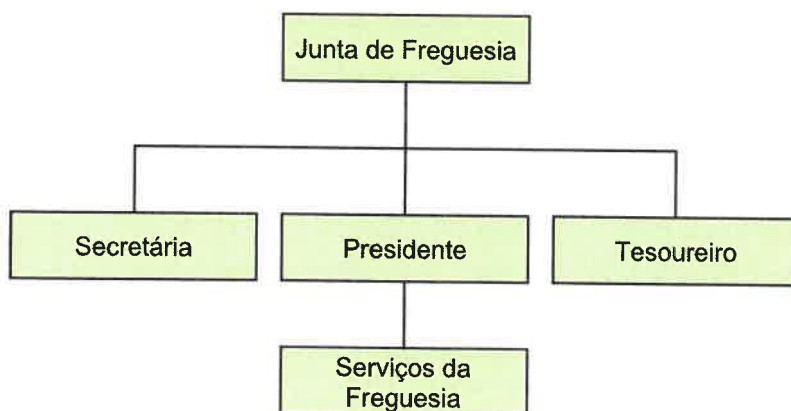 Junta de Freguesia
Secretária
Presidente
Tesoureiro
Serviços da
Freguesia